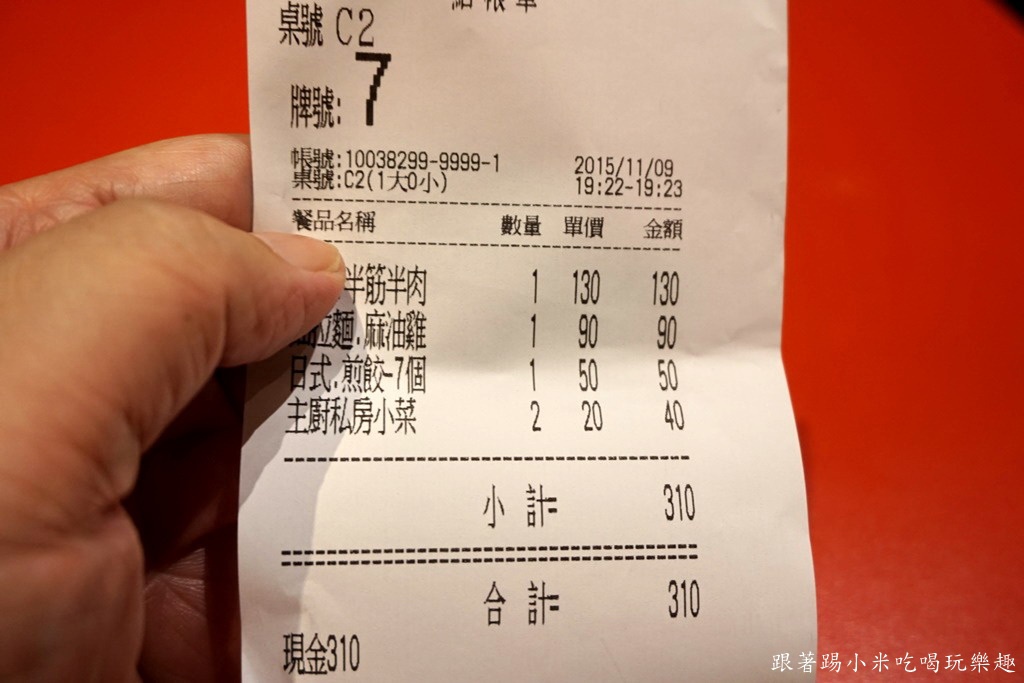 桌號 C2
牌號: 7
帳號:10038299-9999-1 2015/11/09
桌號:C2(1大0小) 19:22-19:23
餐品名稱 數量 單價 金額
半筋半肉 1 130 130
拉麵.麻油雞 1 90 90
日式.煎餃-7個 1 50 50
主廚私房小菜 2 20 40
小 計= 310
合 計= 310
現金310
跟著踢小米吃喝玩樂趣